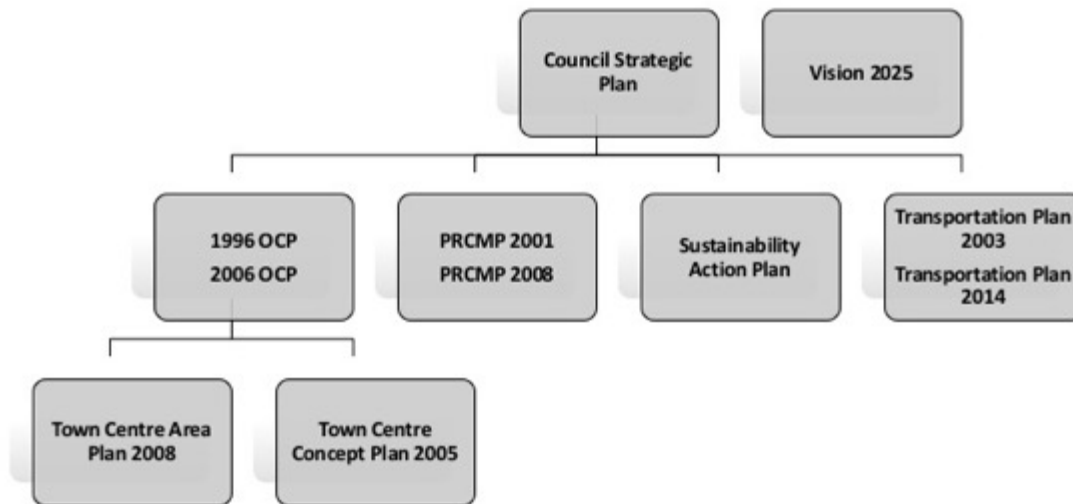 Council Strategic
Plan
Vision 2025
1996 OCP
2006 OCP
PRCMP 2001
PRCMP 2008
Sustainability
Action Plan
Transportation Plan
2003
Transportation Plan
2014
Town Centre Area
Plan 2008
Town Centre
Concept Plan 2005